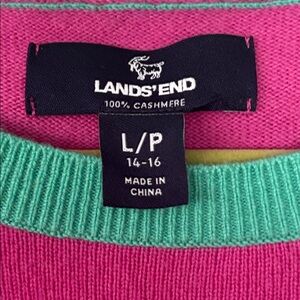 LANDS' END
100% CASHMERE
L/P
14-16
MADE IN
CHINA